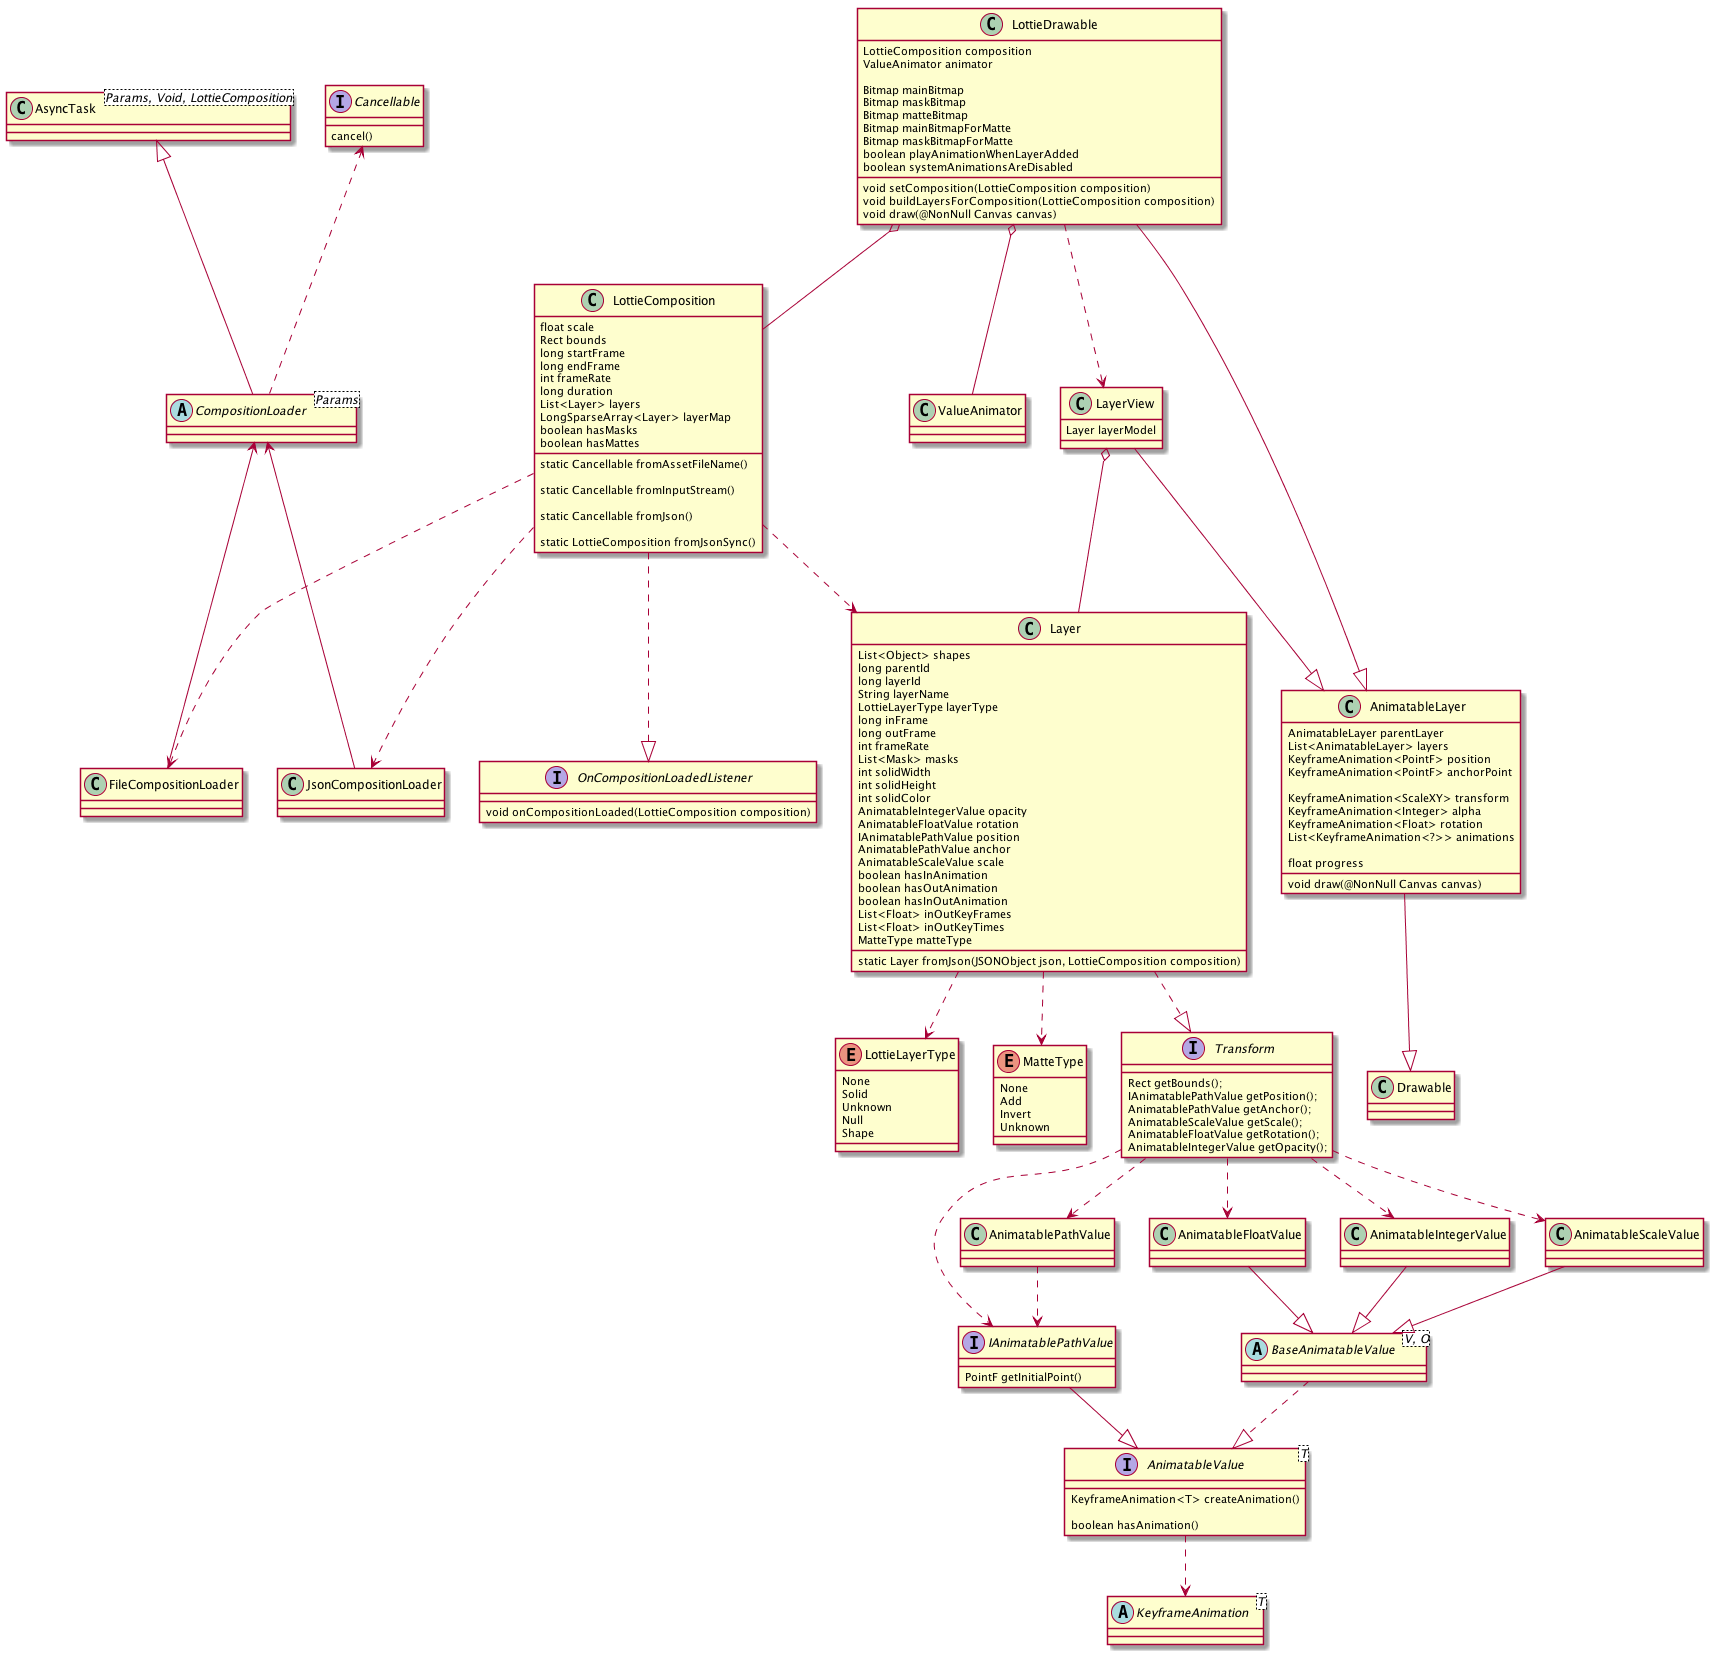 C LottieDrawable
LottieComposition composition
ValueAnimator animator
Bitmap mainBitmap
Bitmap maskBitmap
Bitmap matteBitmap
Bitmap mainBitmapForMatte
Bitmap maskBitmapForMatte
boolean playAnimationWhenLayerAdded
boolean systemAnimationsAreDisabled
void setComposition(LottieComposition composition)
void buildLayersForComposition(LottieComposition composition)
void draw(@NonNull Canvas canvas)
C AsyncTask
Params, Void, LottieComposition
I Cancellable
cancel()
C LottieComposition
float scale
Rect bounds
long startFrame
long endFrame
int frameRate
long duration
List<Layer> layers
LongSparseArray<Layer> layerMap
boolean hasMasks
boolean hasMattes
static Cancellable fromAssetFileName()
static Cancellable fromInputStream()
static Cancellable fromJson()
static LottieComposition fromJsonSync()
A CompositionLoader
Params
C ValueAnimator
C LayerView
Layer layerModel
C Layer
List<Object> shapes
long parentId
long layerId
String layerName
LottieLayerType layerType
long inFrame
long outFrame
int frameRate
List<Mask> masks
int solidWidth
int solidHeight
int solidColor
AnimatableIntegerValue opacity
AnimatableFloatValue rotation
IAnimatablePathValue position
AnimatablePathValue anchor
AnimatableScaleValue scale
boolean hasInAnimation
boolean hasOutAnimation
boolean hasInOutAnimation
List<Float> inOutKeyFrames
List<Float> inOutKeyTimes
MatteType matteType
static Layer fromJson(JSONObject json, LottieComposition composition)
C AnimatableLayer
AnimatableLayer parentLayer
List<AnimatableLayer> layers
KeyframeAnimation<PointF> position
KeyframeAnimation<PointF> anchorPoint
KeyframeAnimation<ScaleXY> transform
KeyframeAnimation<Integer> alpha
KeyframeAnimation<Float> rotation
List<KeyframeAnimation<?>> animations
float progress
void draw(@NonNull Canvas canvas)
C FileCompositionLoader
C JsonCompositionLoader
I OnCompositionLoadedListener
void onCompositionLoaded(LottieComposition composition)
E LottieLayerType
None
Solid
Unknown
Null
Shape
E MatteType
None
Add
Invert
Unknown
I Transform
Rect getBounds();
IAnimatablePathValue getPosition();
AnimatablePathValue getAnchor();
AnimatableScaleValue getScale();
AnimatableFloatValue getRotation();
AnimatableIntegerValue getOpacity();
C Drawable
C AnimatablePathValue
C AnimatableFloatValue
C AnimatableIntegerValue
C AnimatableScaleValue
I IAnimatablePathValue
PointF getInitialPoint()
A BaseAnimatableValue
V, O
I AnimatableValue
T
KeyframeAnimation<T> createAnimation()
boolean hasAnimation()
A KeyframeAnimation
T